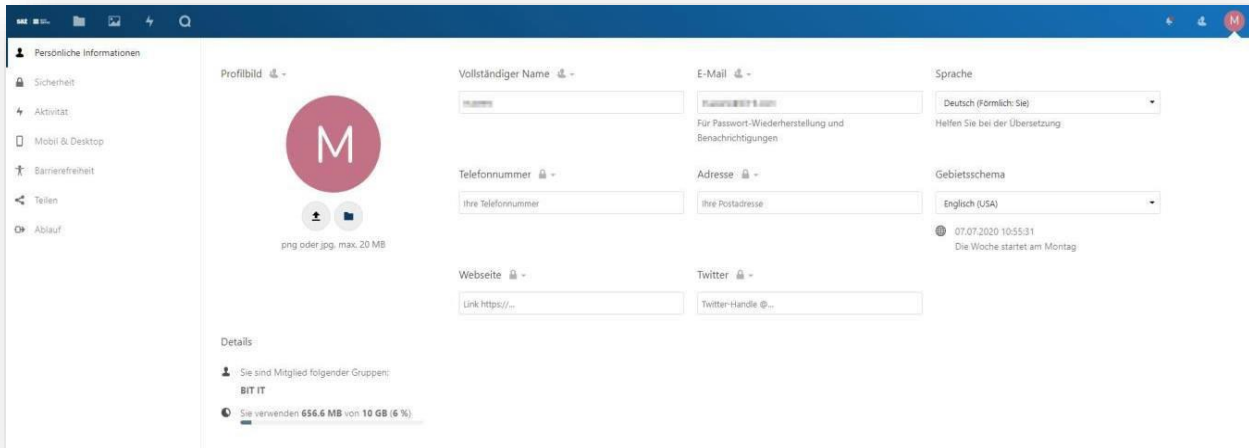 SAE
M
Persönliche Informationen
Sicherheit
Aktivität
Mobil & Desktop
Barrierefreiheit
Teilen
Ablauf
Profilbild
M
png oder jpg, max. 20 MB
Vollständiger Name
E-Mail
Für Passwort-Wiederherstellung und
Benachrichtigungen
Sprache
Deutsch (Förmlich: Sie)
Helfen Sie bei der Übersetzung
Telefonnummer
Ihre Telefonnummer
Adresse
Ihre Postadresse
Gebietsschema
Englisch (USA)
07.07.2020 10:55:31
Die Woche startet am Montag
Webseite
Link https://...
Twitter
Twitter-Handle @...
Details
Sie sind Mitglied folgender Gruppen:
BIT IT
Sie verwenden 656.6 MB von 10 GB (6 %)